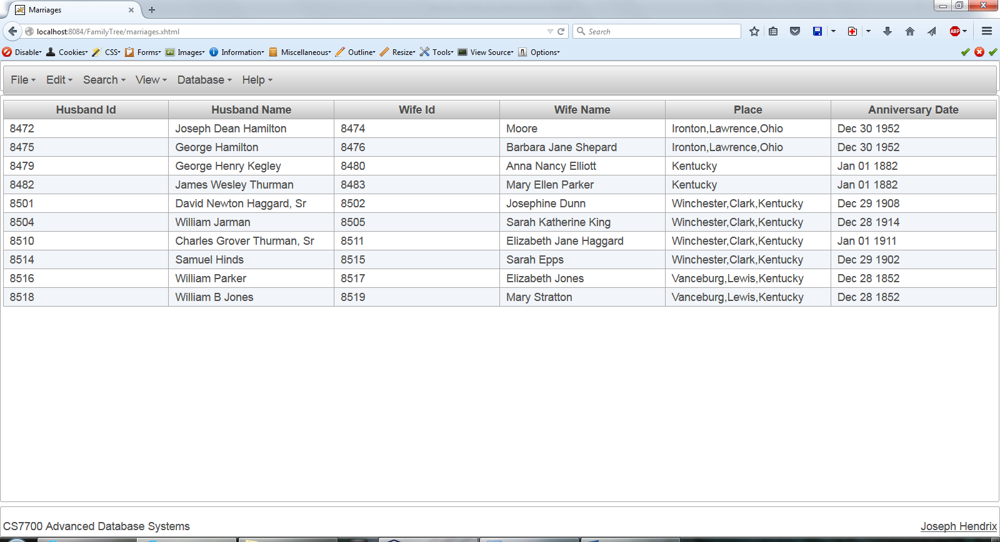 Marriages
localhost:8084/FamilyTree/marriages.xhtml
Search
ABP
Disable Cookies CSS Forms Images Information Miscellaneous Outline Resize Tools View Source Options
File Edit Search View Database Help
Husband Id Husband Name Wife Id Wife Name Place Anniversary Date
8472 Joseph Dean Hamilton 8474 Moore Ironton,Lawrence,Ohio Dec 30 1952
8475 George Hamilton 8476 Barbara Jane Shepard Ironton,Lawrence,Ohio Dec 30 1952
8479 George Henry Kegley 8480 Anna Nancy Elliott Kentucky Jan 01 1882
8482 James Wesley Thurman 8483 Mary Ellen Parker Kentucky Jan 01 1882
8501 David Newton Haggard, Sr 8502 Josephine Dunn Winchester,Clark,Kentucky Dec 29 1908
8504 William Jarman 8505 Sarah Katherine King Winchester,Clark,Kentucky Dec 28 1914
8510 Charles Grover Thurman, Sr 8511 Elizabeth Jane Haggard Winchester,Clark,Kentucky Jan 01 1911
8514 Samuel Hinds 8515 Sarah Epps Winchester,Clark,Kentucky Dec 29 1902
8516 William Parker 8517 Elizabeth Jones Vanceburg,Lewis,Kentucky Dec 28 1852
8518 William B Jones 8519 Mary Stratton Vanceburg,Lewis,Kentucky Dec 28 1852
CS7700 Advanced Database Systems Joseph Hendrix